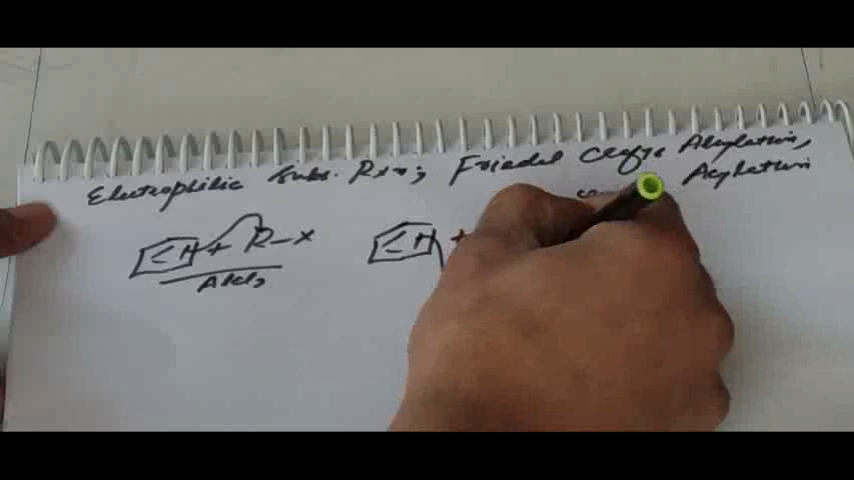 Electrophilic Subs. Rxn; Friedel Crafts Alkylation,
Acylation
+ R-X
AlCl3
+